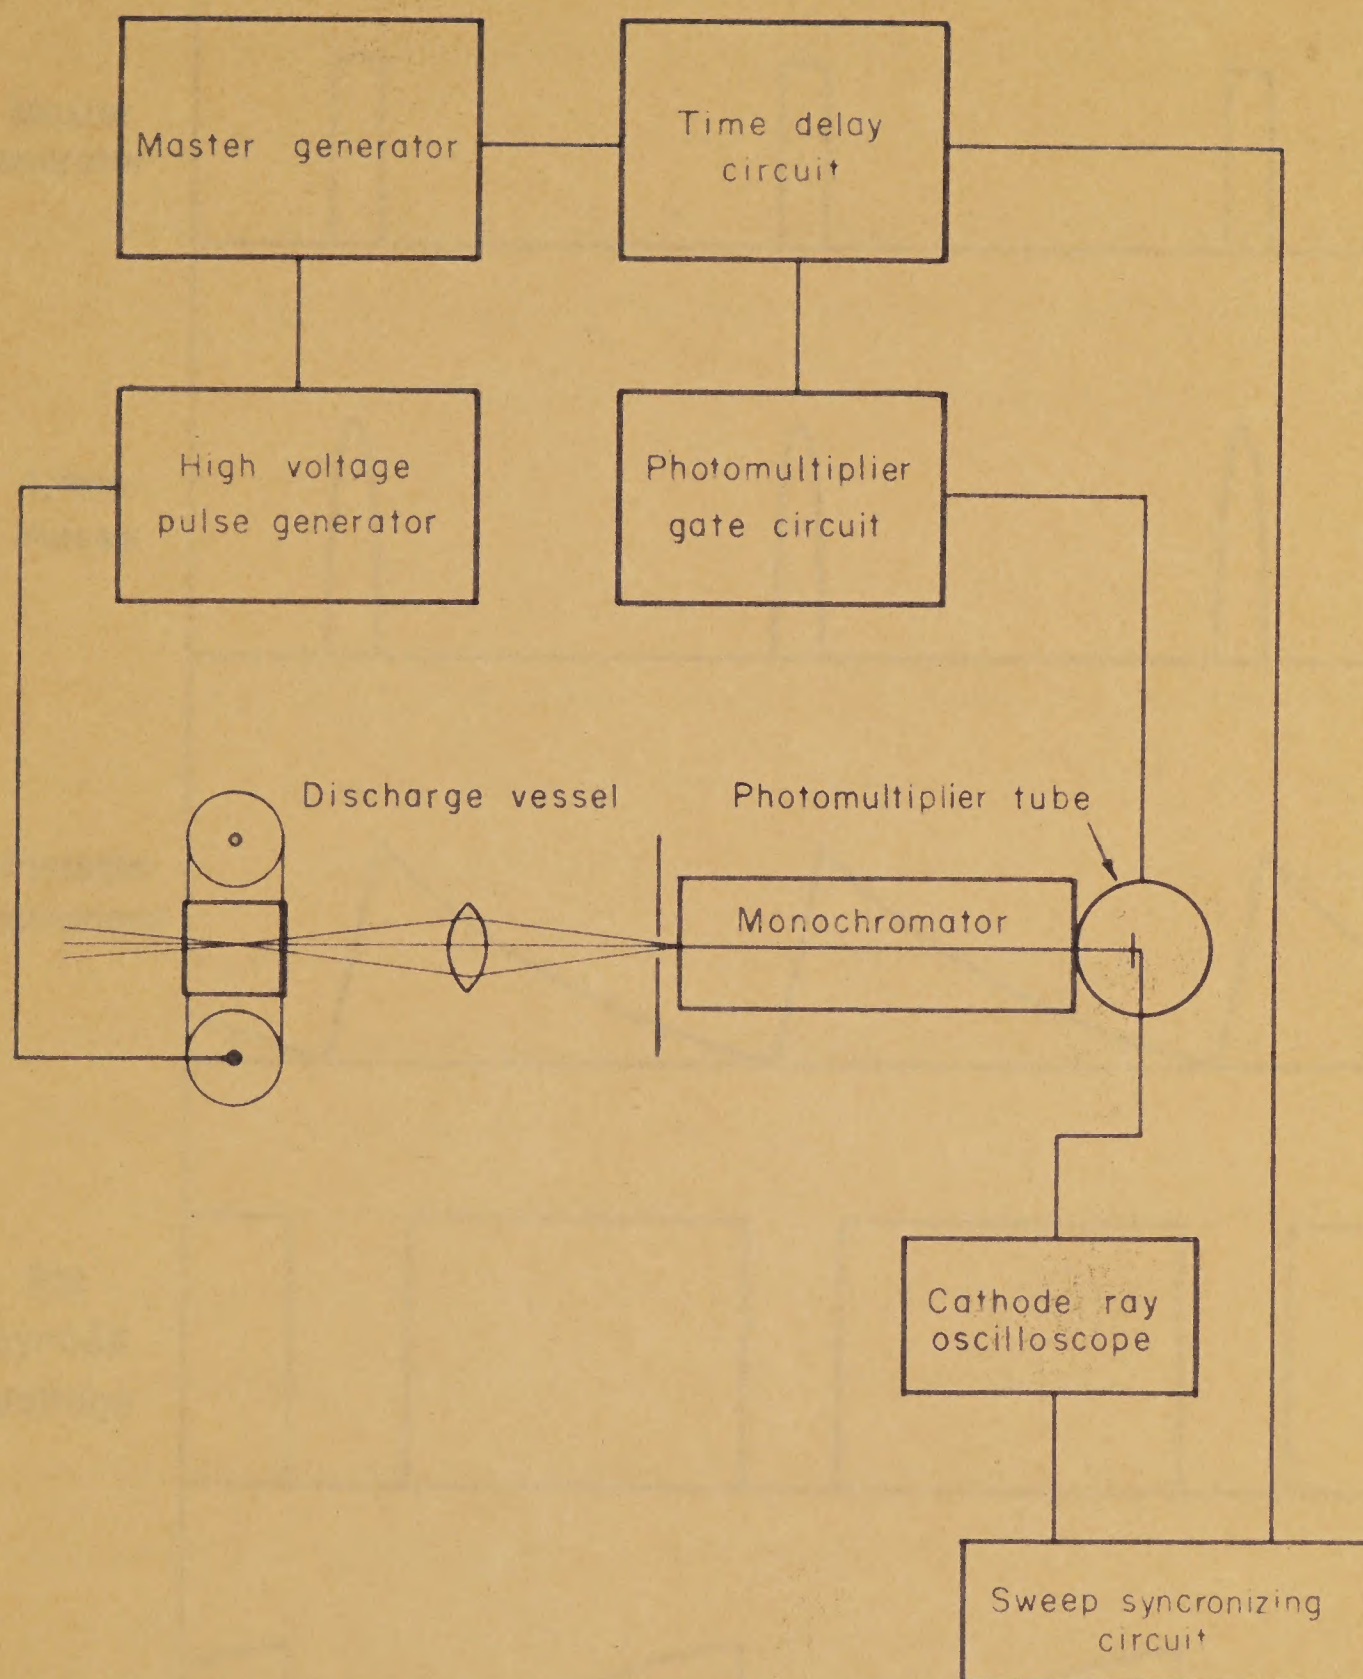 Master generator
Time delay
circuit
High voltage
pulse generator
Photomultiplier
gate circuit
Discharge vessel
Photomultiplier tube
Monochromator
Cathode ray
oscilloscope
Sweep syncronizing
circuit